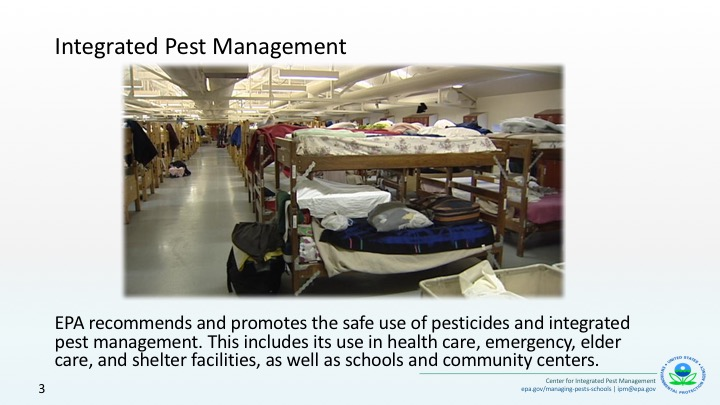 Integrated Pest Management
EPA recommends and promotes the safe use of pesticides and integrated
pest management. This includes its use in health care, emergency, elder
care, and shelter facilities, as well as schools and community centers.
Center for Integrated Pest Management
epa.gov/managing-pests-schools | ipm@epa.gov
3